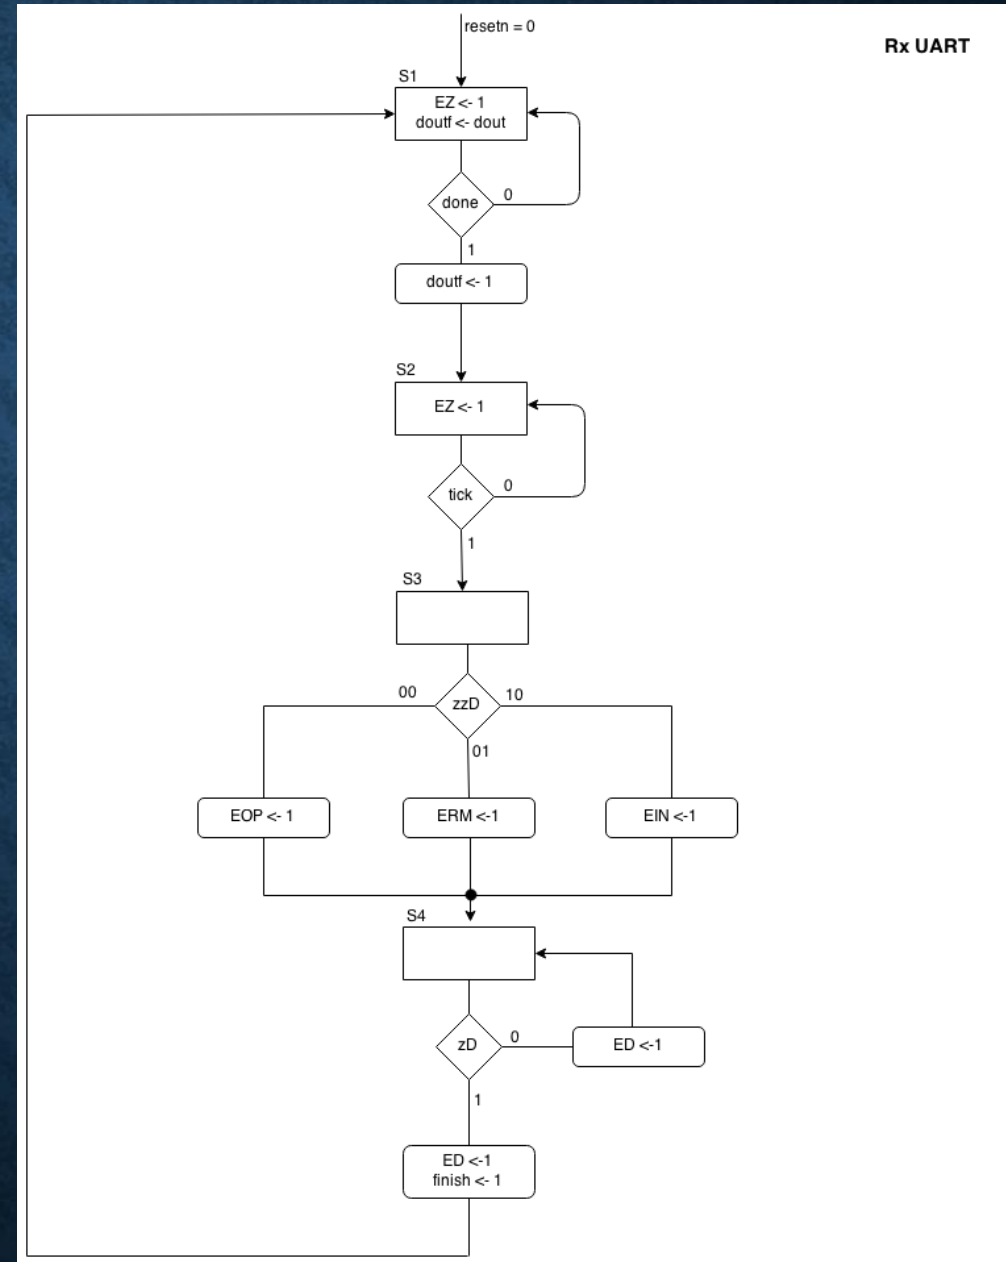 resetn = 0
Rx UART
S1
EZ <- 1
doutf <- dout
done
0
1
doutf <- 1
S2
EZ <- 1
tick
0
1
S3
00
zzD
10
01
EOP <- 1
ERM <-1
EIN <-1
S4
zD
0
ED <-1
1
ED <-1
finish <- 1